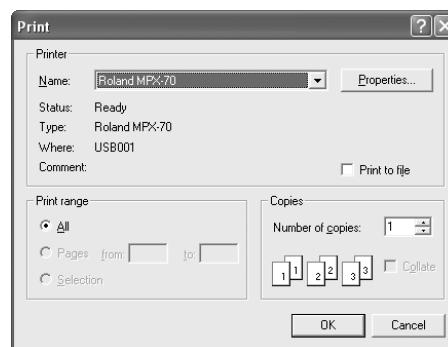 Print
Printer
Name: Roland MPX-70 Properties...
Status: Ready
Type: Roland MPX-70
Where: USB001
Comment: Print to file
Print range
All
Pages from: to:
Selection
Copies
Number of copies: 1
1 1 2 2 3 3 Collate
OK Cancel